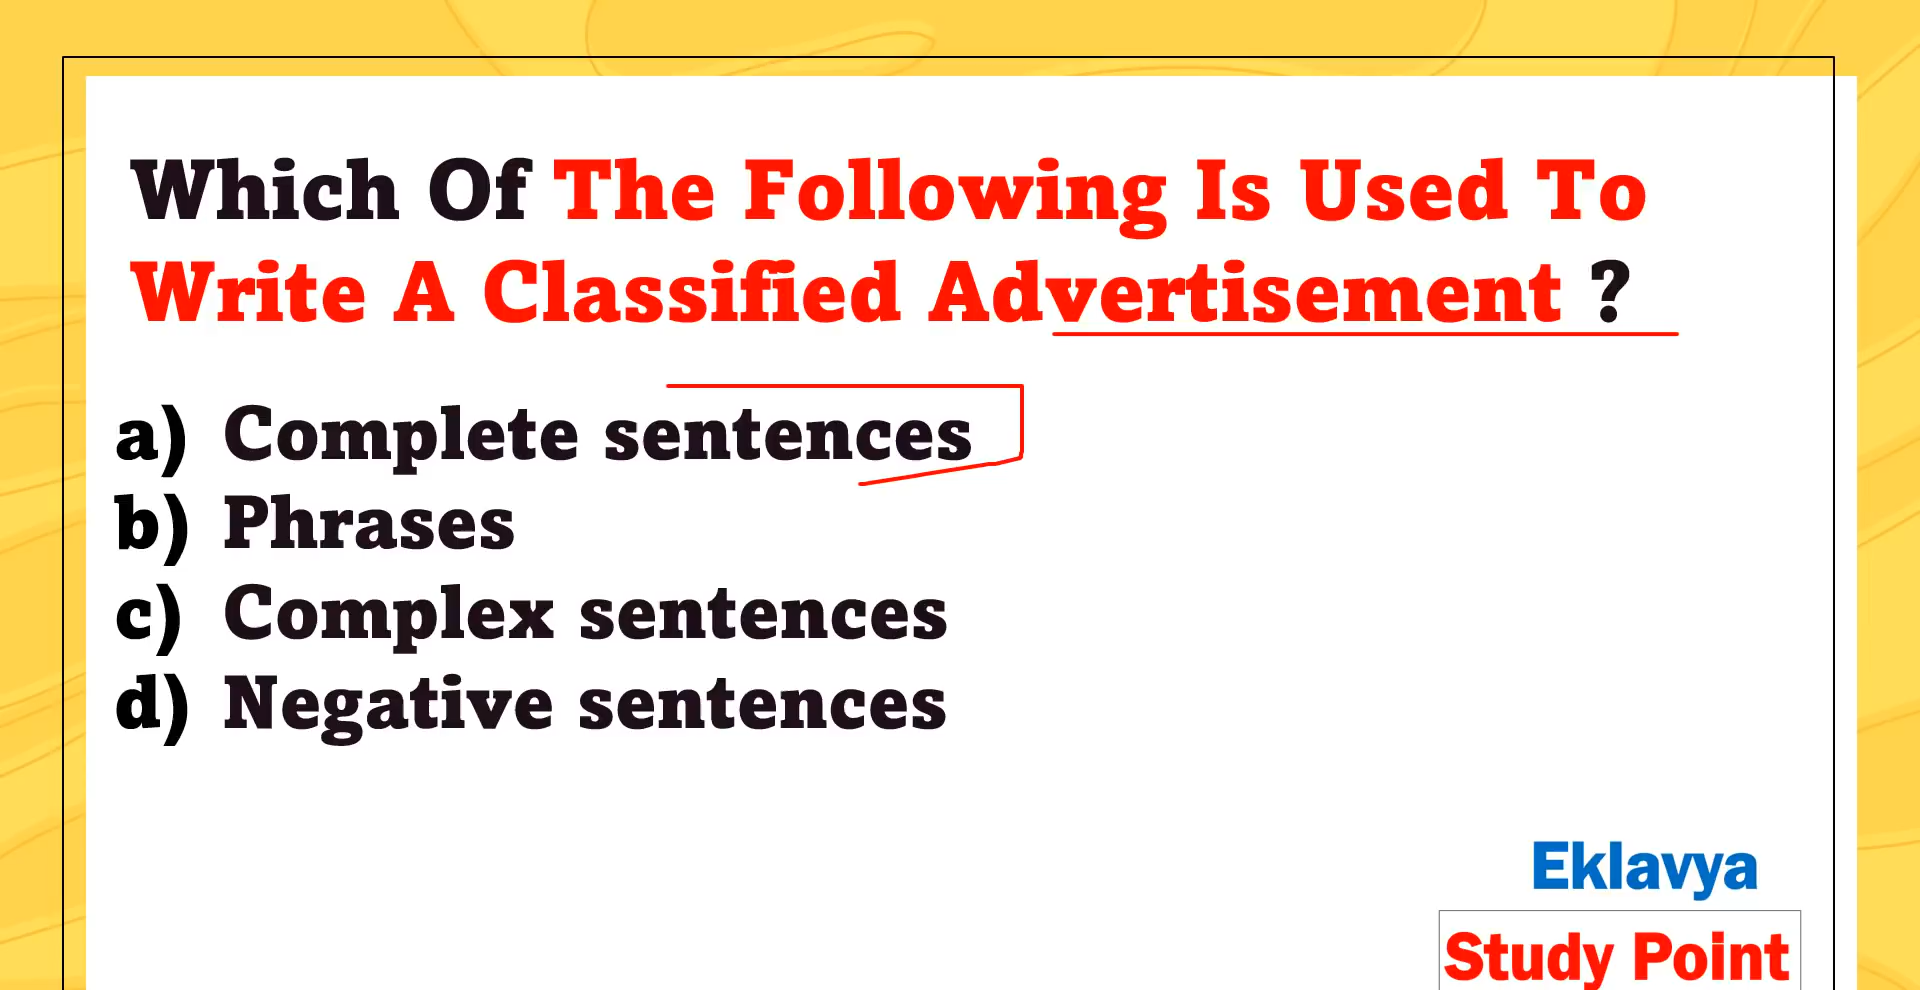 Which Of The Following Is Used To
Write A Classified Advertisement ?
a) Complete sentences
b) Phrases
c) Complex sentences
d) Negative sentences
Eklavya
Study Point